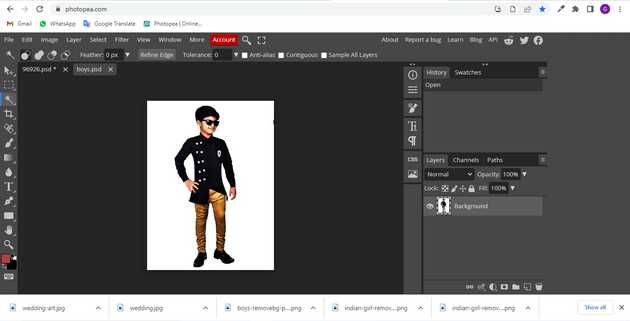 photopea.com
Gmail WhatsApp Google Translate Photopea | Online...
File Edit Image Layer Select Filter View Window More Account About Report a bug Learn Blog API
Feather: 0 px Refine Edge Tolerance: 0 Anti-alias Contiguous Sample All Layers
96926.psd * boys.psd
History Swatches
Open
CSS
Layers Channels Paths
Normal Opacity: 100%
Lock: Fill: 100%
Background
wedding-art.jpg wedding.jpg boys-removebg-p....png indian-girl-remov....png indian-girl-remov....png Show all